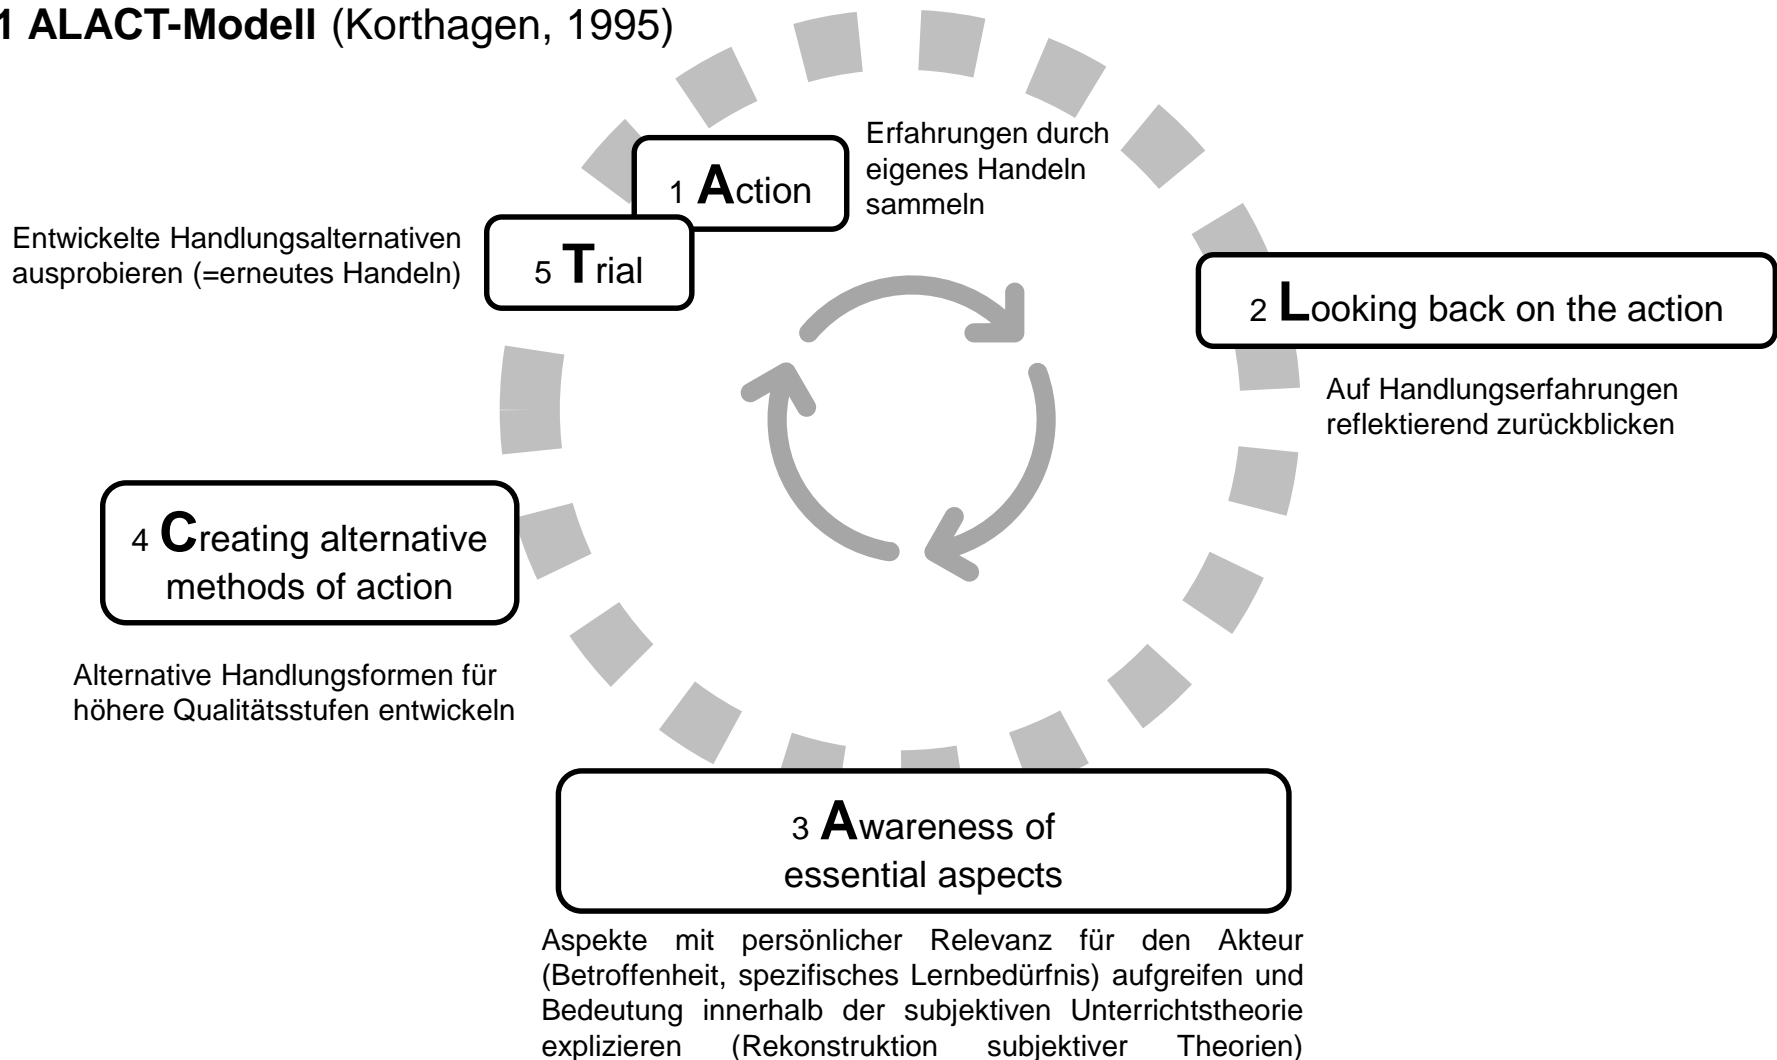 1 ALACT-Modell (Korthagen, 1995)
1 Action
Erfahrungen durch
eigenes Handeln
sammeln
2 Looking back on the action
Auf Handlungserfahrungen
reflektierend zurückblicken
3 Awareness of
essential aspects
Aspekte mit persönlicher Relevanz für den Akteur
(Betroffenheit, spezifisches Lernbedürfnis) aufgreifen und
Bedeutung innerhalb der subjektiven Unterrichtstheorie
explizieren (Rekonstruktion subjektiver Theorien)
4 Creating alternative
methods of action
Alternative Handlungsformen für
höhere Qualitätsstufen entwickeln
5 Trial
Entwickelte Handlungsalternativen
ausprobieren (=erneutes Handeln)